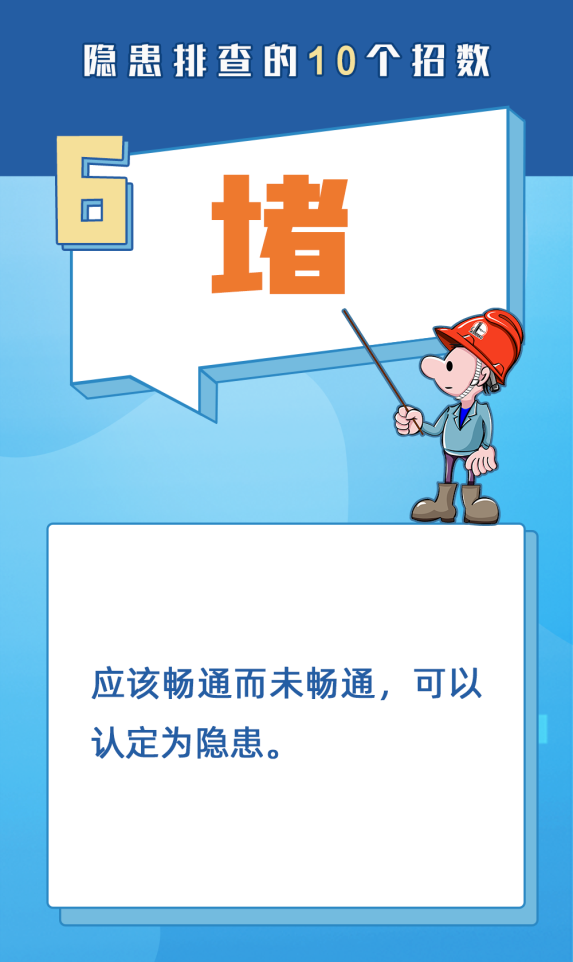 隐患排查的10个招数
6
堵
应该畅通而未畅通，可以
认定为隐患。